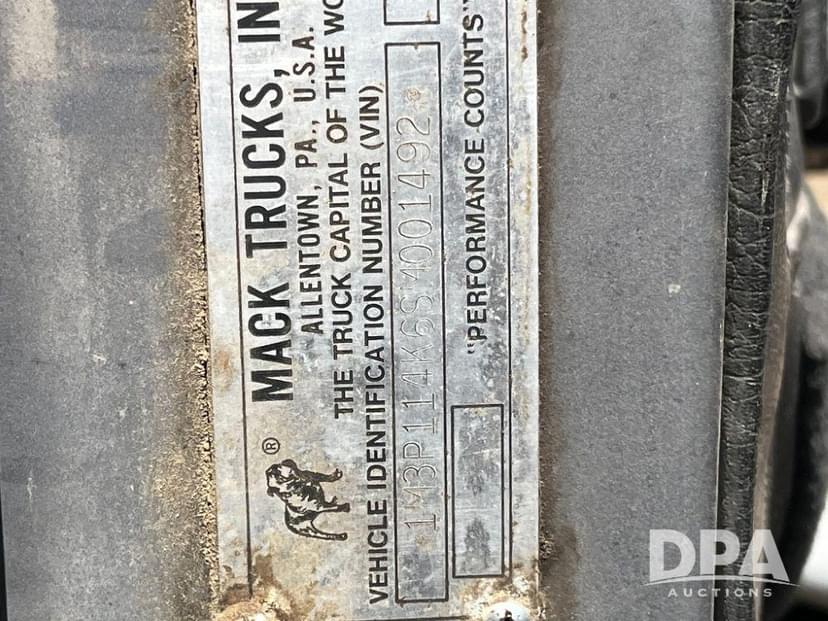 MACK TRUCKS, IN
ALLENTOWN, PA., U.S.A.
THE TRUCK CAPITAL OF THE WO
VEHICLE IDENTIFICATION NUMBER (VIN)
"PERFORMANCE COUNTS"
®
DPA
AUCTIONS